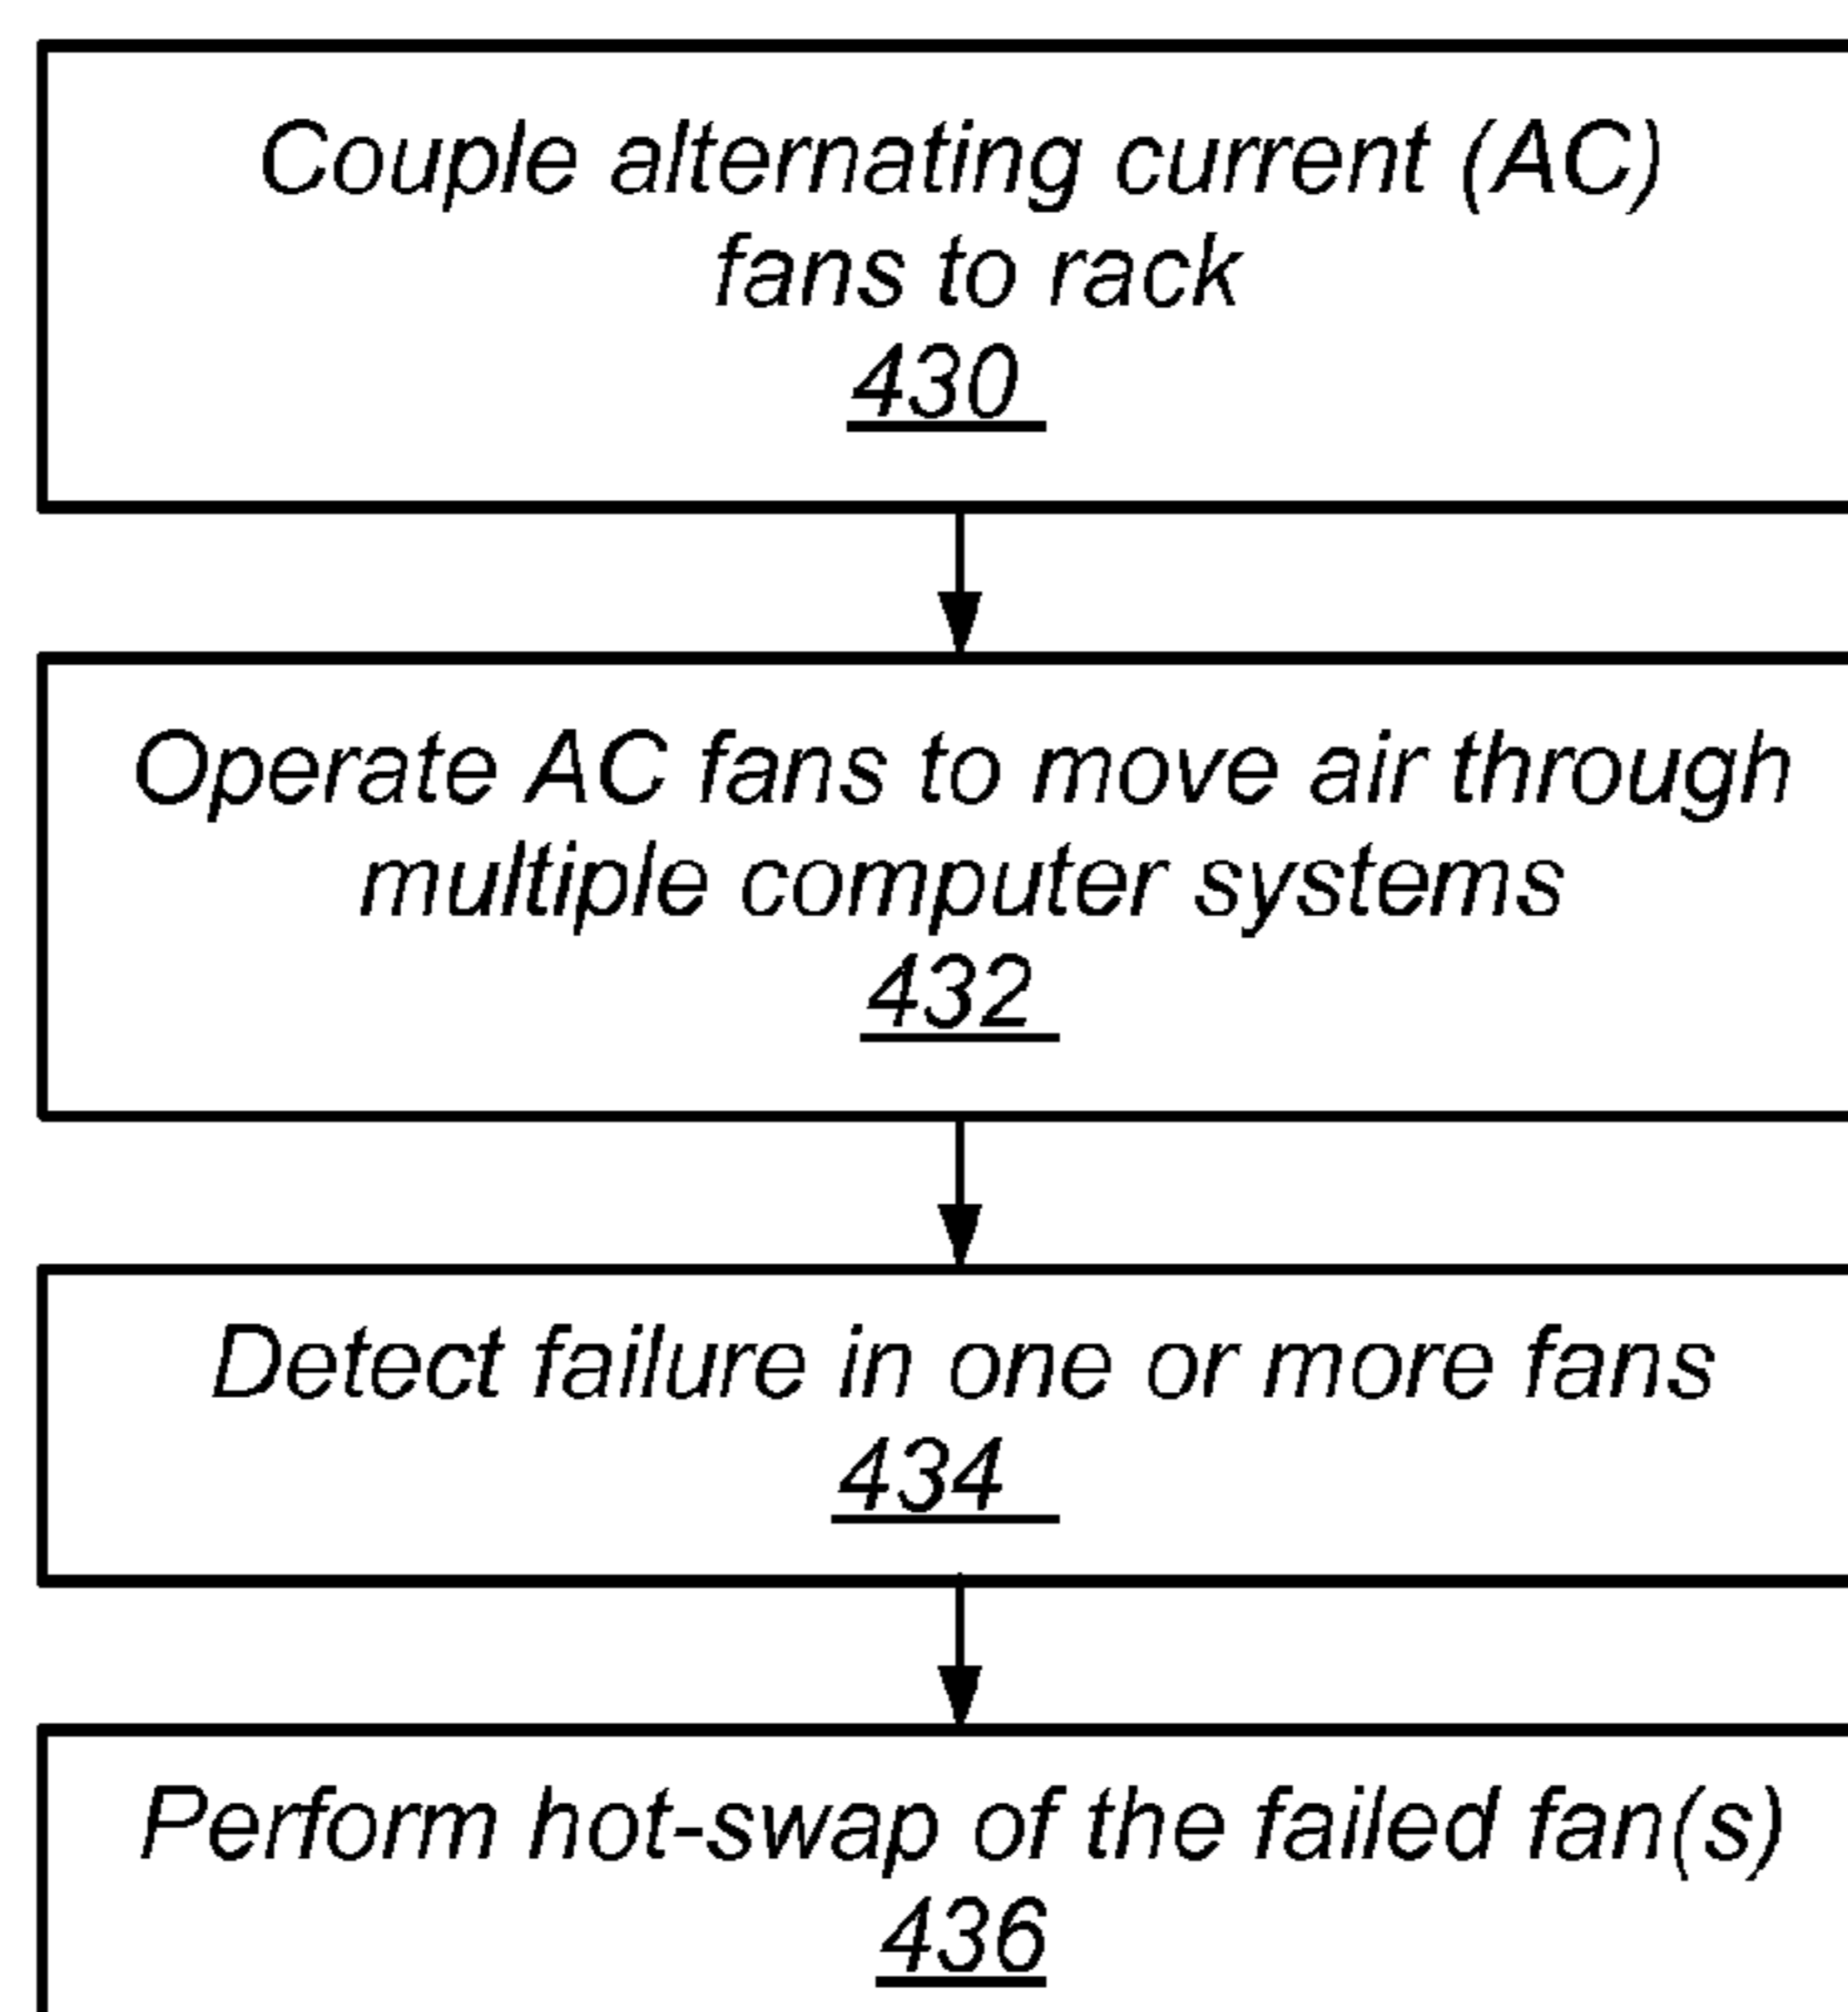 Couple alternating current (AC)
fans to rack
430
Operate AC fans to move air through
multiple computer systems
432
Detect failure in one or more fans
434
Perform hot-swap of the failed fan(s)
436